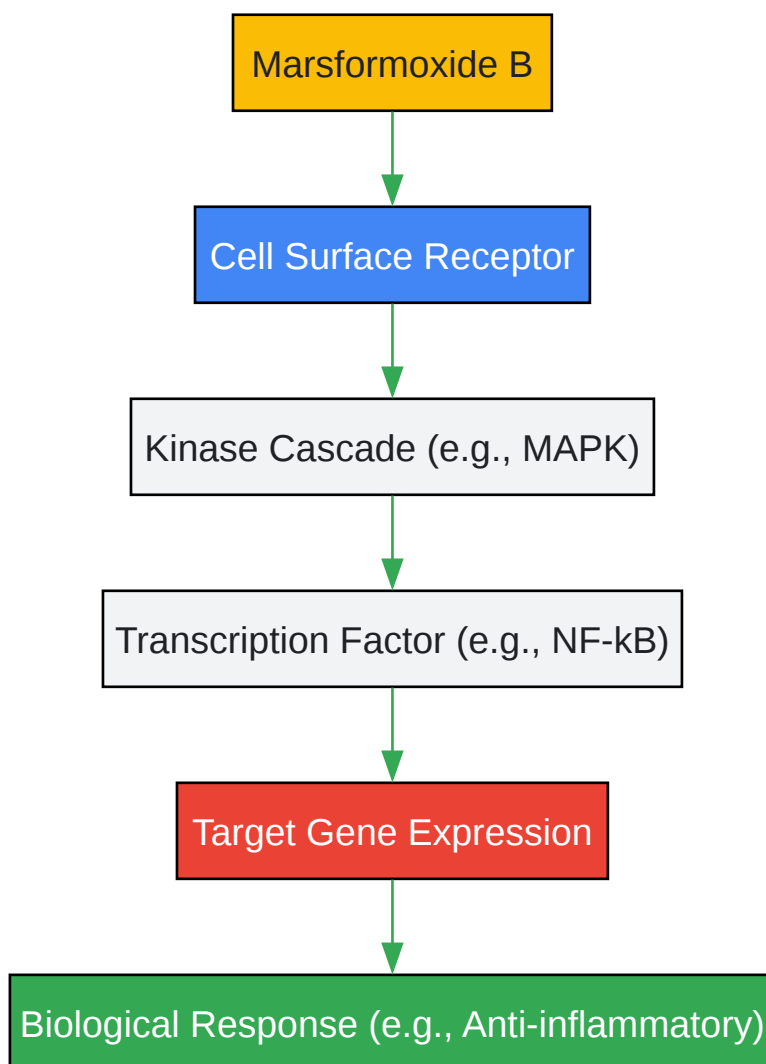 Marsformoxide B
Cell Surface Receptor
Kinase Cascade (e.g., MAPK)
Transcription Factor (e.g., NF-kB)
Target Gene Expression
Biological Response (e.g., Anti-inflammatory)